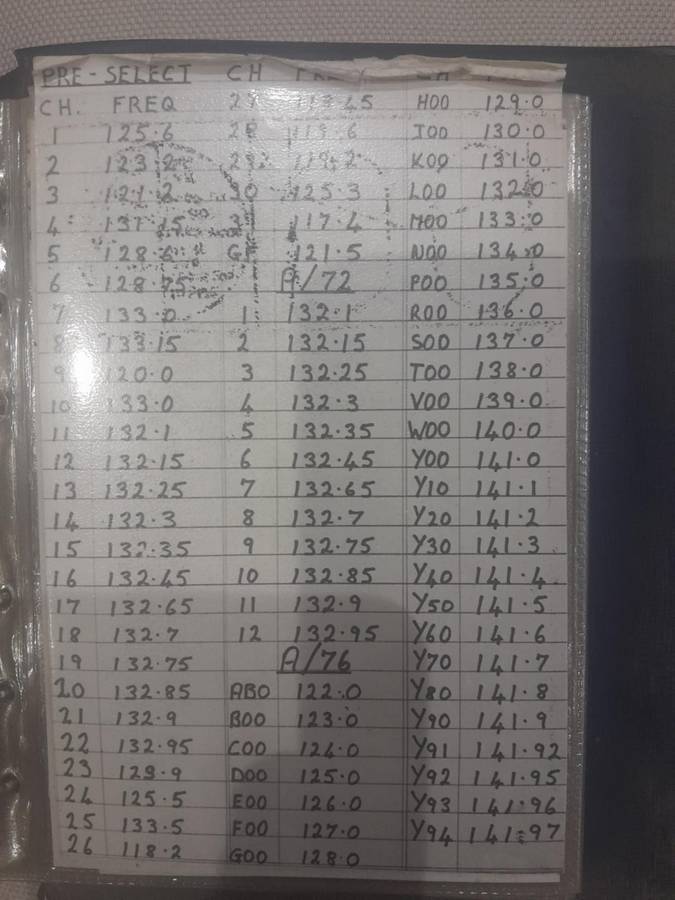 PRE-SELECT CH
CH. FREQ 27 45 H00 129.0
1 125.6 28 119.6 J00 130.0
2 123.2 29 119.2 K00 131.0
3 30 125.3 L00 132.0
4 117.4 M00 133.0
5 128.6 G 121.5 N00 134.0
6 128.75 A/72 P00 135.0
7 133.0 1 132.1 R00 136.0
8 133.15 2 132.15 S00 137.0
9 120.0 3 132.25 T00 138.0
10 133.0 4 132.3 V00 139.0
11 132.1 5 132.35 W00 140.0
12 132.15 6 132.45 Y00 141.0
13 132.25 7 132.65 Y10 141.1
14 132.3 8 132.7 Y20 141.2
15 132.35 9 132.75 Y30 141.3
16 132.45 10 132.85 Y40 141.4
17 132.65 11 132.9 Y50 141.5
18 132.7 12 132.95 Y60 141.6
19 132.75 A/76 Y70 141.7
20 132.85 AB0 122.0 Y80 141.8
21 132.9 B00 123.0 Y90 141.9
22 132.95 C00 124.0 Y91 141.92
23 129.9 D00 125.0 Y92 141.95
24 125.5 E00 126.0 Y93 141.96
25 133.5 F00 127.0 Y94 141.97
26 118.2 G00 128.0